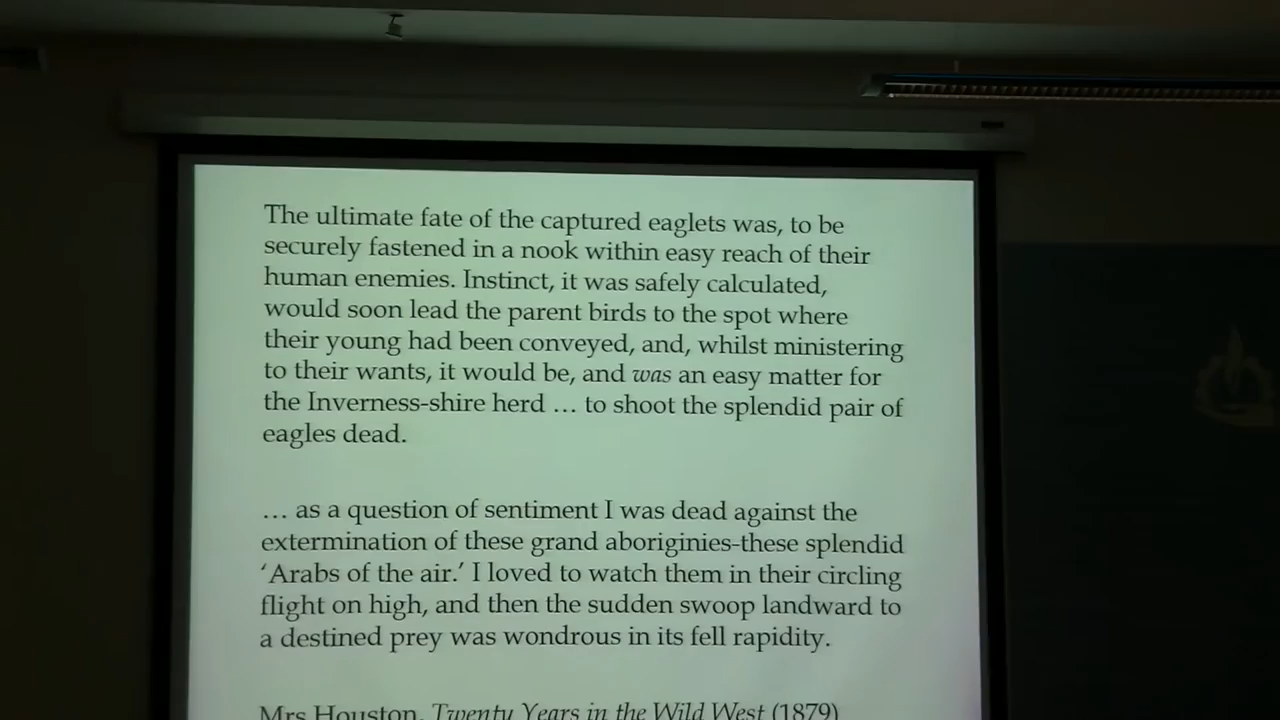 The ultimate fate of the captured eaglets was, to be
securely fastened in a nook within easy reach of their
human enemies. Instinct, it was safely calculated,
would soon lead the parent birds to the spot where
their young had been conveyed, and, whilst ministering
to their wants, it would be, and was an easy matter for
the Inverness-shire herd … to shoot the splendid pair of
eagles dead.
… as a question of sentiment I was dead against the
extermination of these grand aboriginies-these splendid
‘Arabs of the air.’ I loved to watch them in their circling
flight on high, and then the sudden swoop landward to
a destined prey was wondrous in its fell rapidity.
Mrs Houston, Twenty Years in the Wild West (1879)